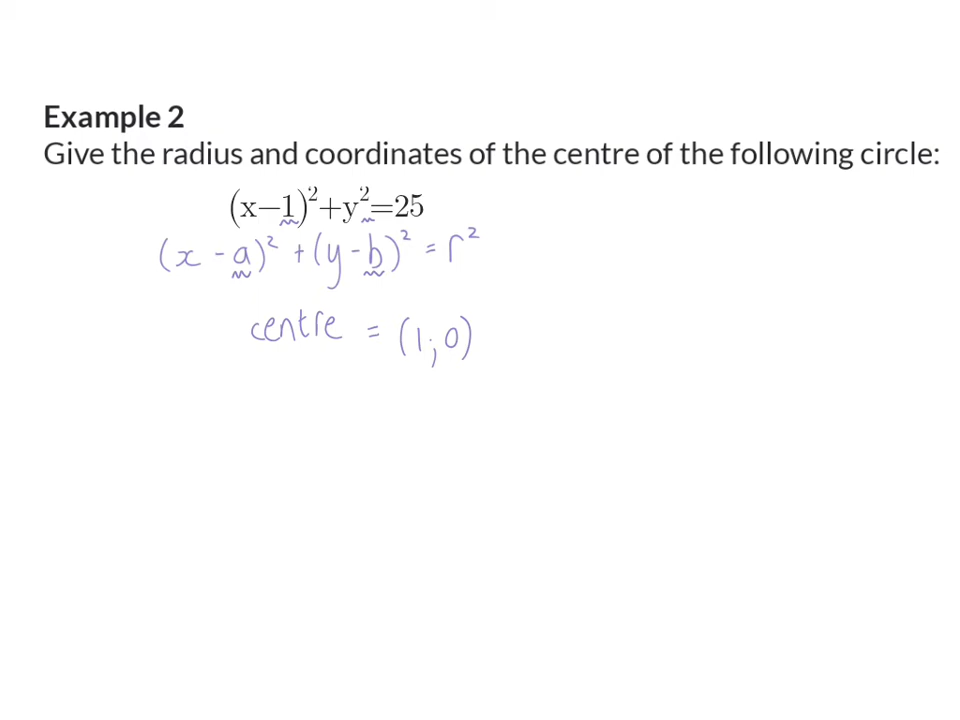 Example 2
Give the radius and coordinates of the centre of the following circle:
(x−1)²+y²=25
(x - a)² + (y - b)² = r²
centre = (1;0)